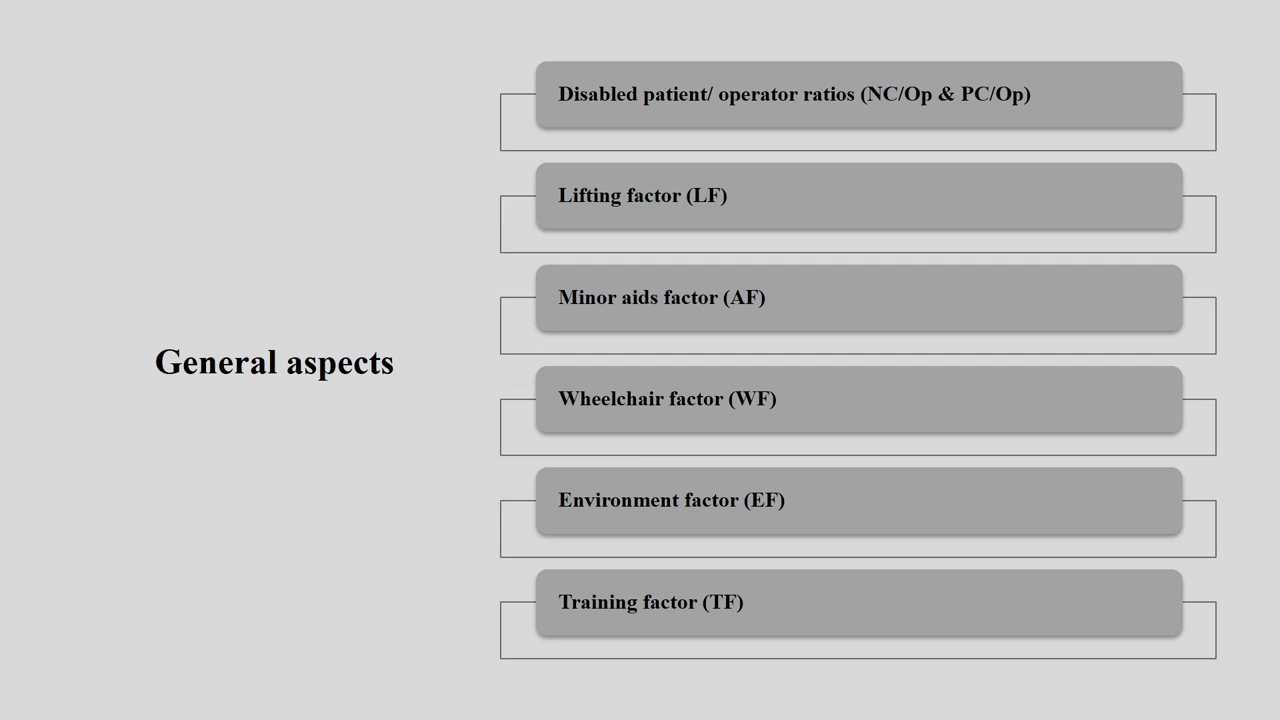 General aspects
Disabled patient/ operator ratios (NC/Op & PC/Op)
Lifting factor (LF)
Minor aids factor (AF)
Wheelchair factor (WF)
Environment factor (EF)
Training factor (TF)